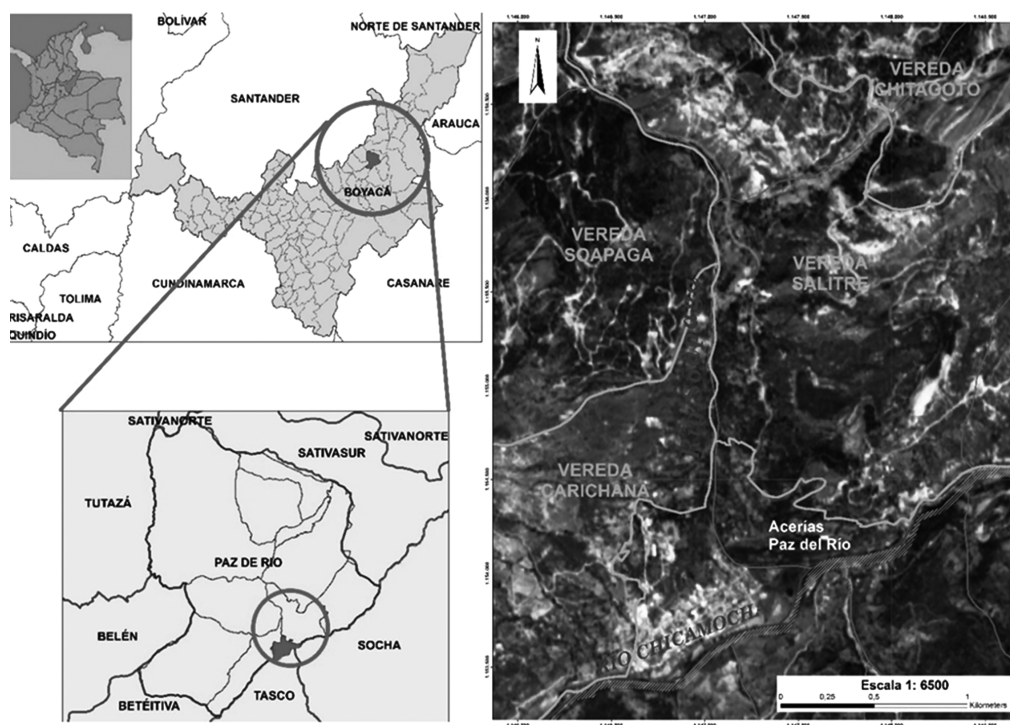 BOLÍVAR
NORTE DE SANTANDER
SANTANDER
ARAUCA
BOYACÁ
CALDAS
CUNDINAMARCA
CASANARE
TOLIMA
RISARALDA
QUINDÍO
SATIVANORTE
SATIVANORTE
SATIVASUR
TUTAZÁ
PAZ DE RIO
BELÉN
SOCHA
TASCO
BETÉITIVA
N
VEREDA
CHITAGOTO
VEREDA
SOAPAGA
VEREDA
SALITRE
VEREDA
CARICHANA
Acerías
Paz del Río
RÍO CHICAMOCH
Escala 1: 6500
0 0,25 0,5 1
Kilometers